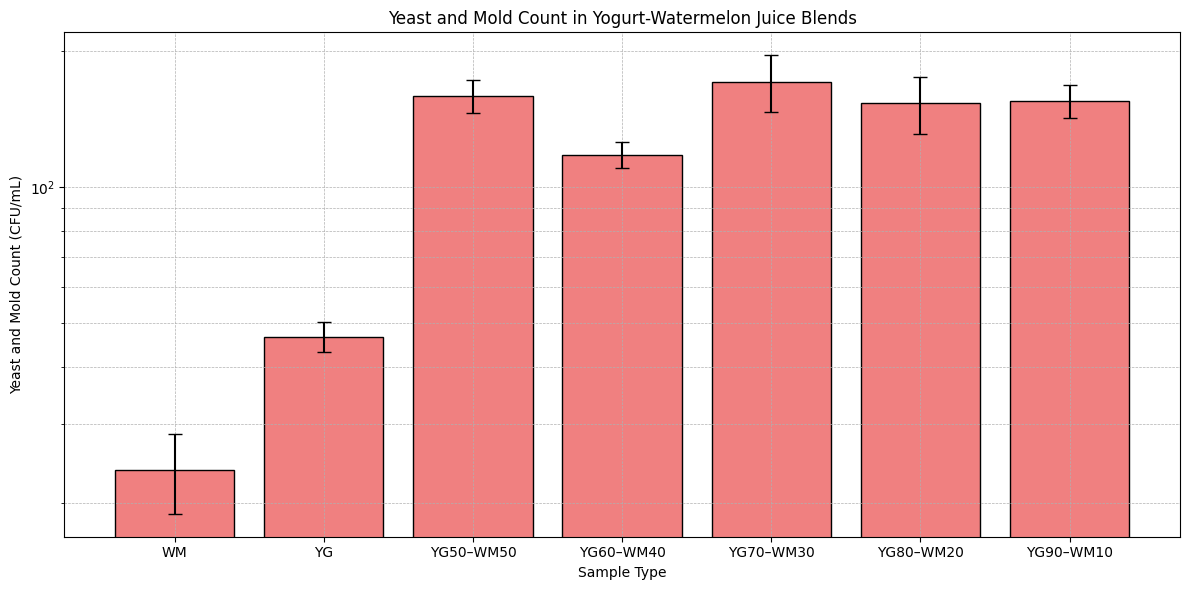 Yeast and Mold Count in Yogurt-Watermelon Juice Blends
Yeast and Mold Count (CFU/mL)
10²
WM
YG
YG50–WM50
YG60–WM40
YG70–WM30
YG80–WM20
YG90–WM10
Sample Type